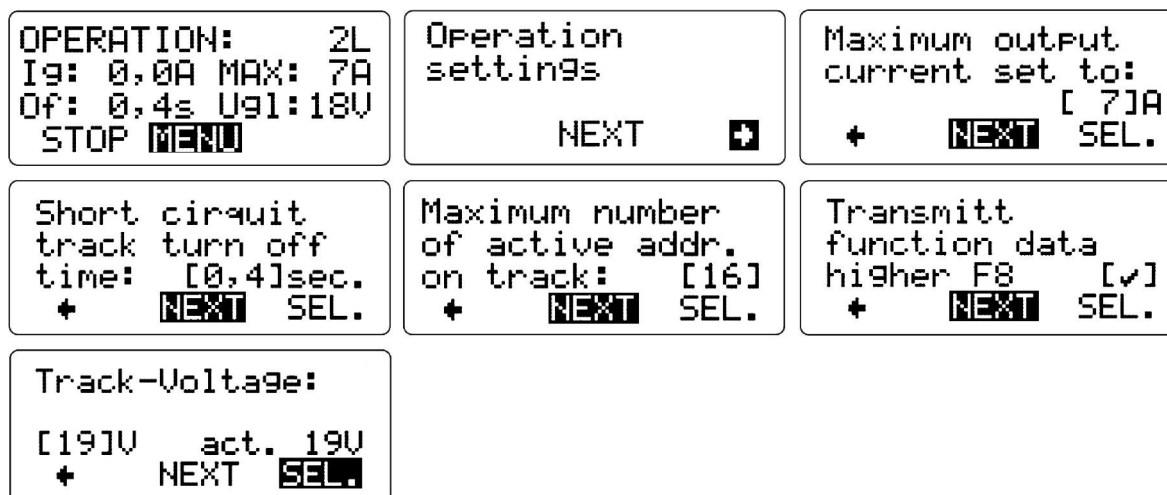 OPERATION: 2L
Ig: 0,0A MAX: 7A
Of: 0,4s Ugl:18V
STOP MENU
Operation
settings
NEXT →
Maximum output
current set to:
[ 7]A
← NEXT SEL.
Short cirquit
track turn off
time: [0,4]sec.
← NEXT SEL.
Maximum number
of active addr.
on track: [16]
← NEXT SEL.
Transmitt
function data
higher F8 [✓]
← NEXT SEL.
Track-Voltage:
[19]V act. 19V
← NEXT SEL.